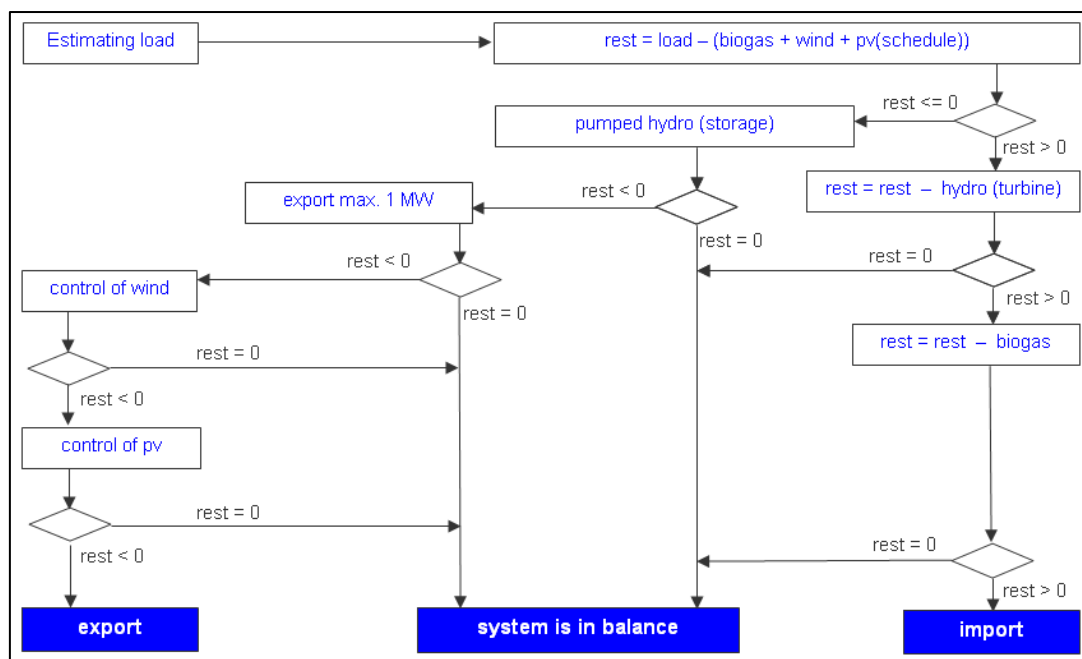 Estimating load
rest = load – (biogas + wind + pv(schedule))
rest <= 0
pumped hydro (storage)
rest > 0
rest < 0
export max. 1 MW
rest = rest – hydro (turbine)
rest = 0
rest < 0
rest = 0
control of wind
rest > 0
rest = 0
rest = rest – biogas
rest = 0
rest < 0
control of pv
rest = 0
rest = 0
rest < 0
rest > 0
export
system is in balance
import